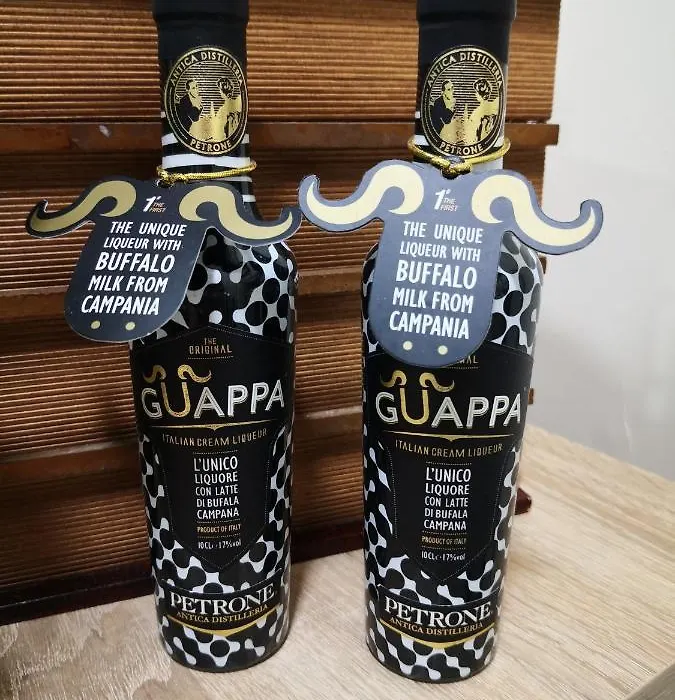 ANTICA DISTILLERIA
PETRONE
1°
THE
FIRST
THE UNIQUE
LIQUEUR WITH
BUFFALO
MILK FROM
CAMPANIA
THE
ORIGINAL
GUAPPA
ITALIAN CREAM LIQUEUR
L'UNICO
LIQUORE
CON LATTE
DI BUFALA
CAMPANA
PRODUCT OF ITALY
10CL℮ 17%vol
PETRONE
ANTICA DISTILLERIA
ANTICA DISTILLERIA
PETRONE
1°
THE
FIRST
THE UNIQUE
LIQUEUR WITH
BUFFALO
MILK FROM
CAMPANIA
GUAPPA
ITALIAN CREAM LIQUEUR
L'UNICO
LIQUORE
CON LATTE
DI BUFALA
CAMPANA
PRODUCT OF ITALY
10CL℮ 17%vol
PETRONE
ANTICA DISTILLERIA